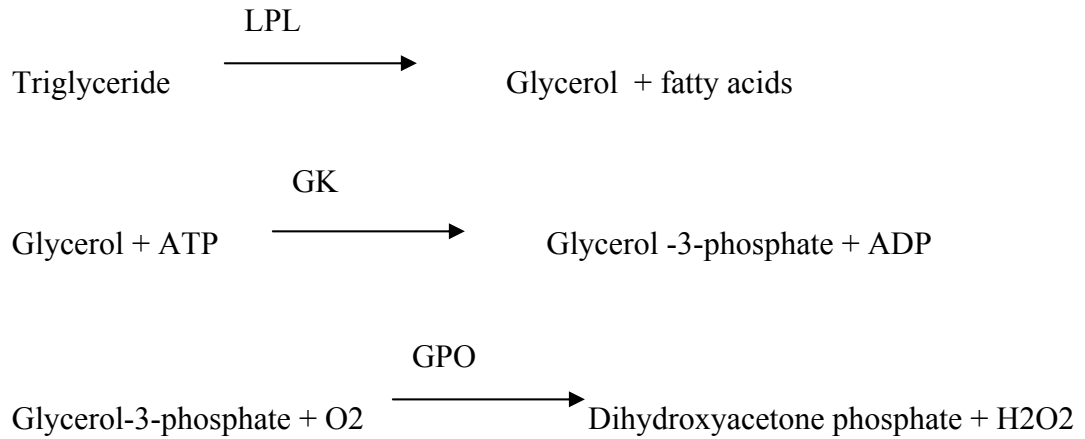 LPL
Triglyceride Glycerol + fatty acids
GK
Glycerol + ATP Glycerol -3-phosphate + ADP
GPO
Glycerol-3-phosphate + O2 Dihydroxyacetone phosphate + H2O2